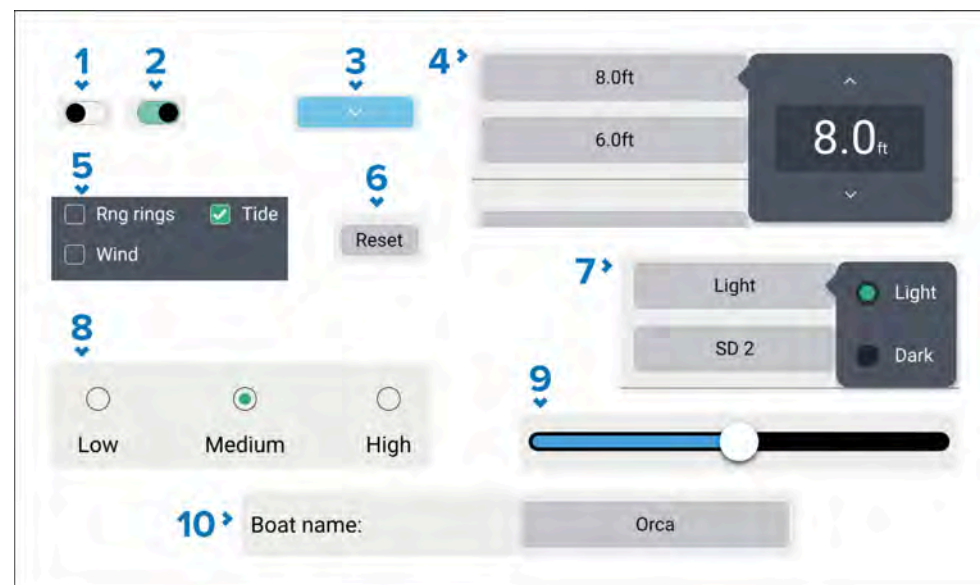 1 2 3 4
8.0ft
8.0ft
6.0ft
5
Rng rings Tide
Wind
6
Reset
7
Light
Light
SD 2
Dark
8
Low Medium High
9
10 Boat name: Orca